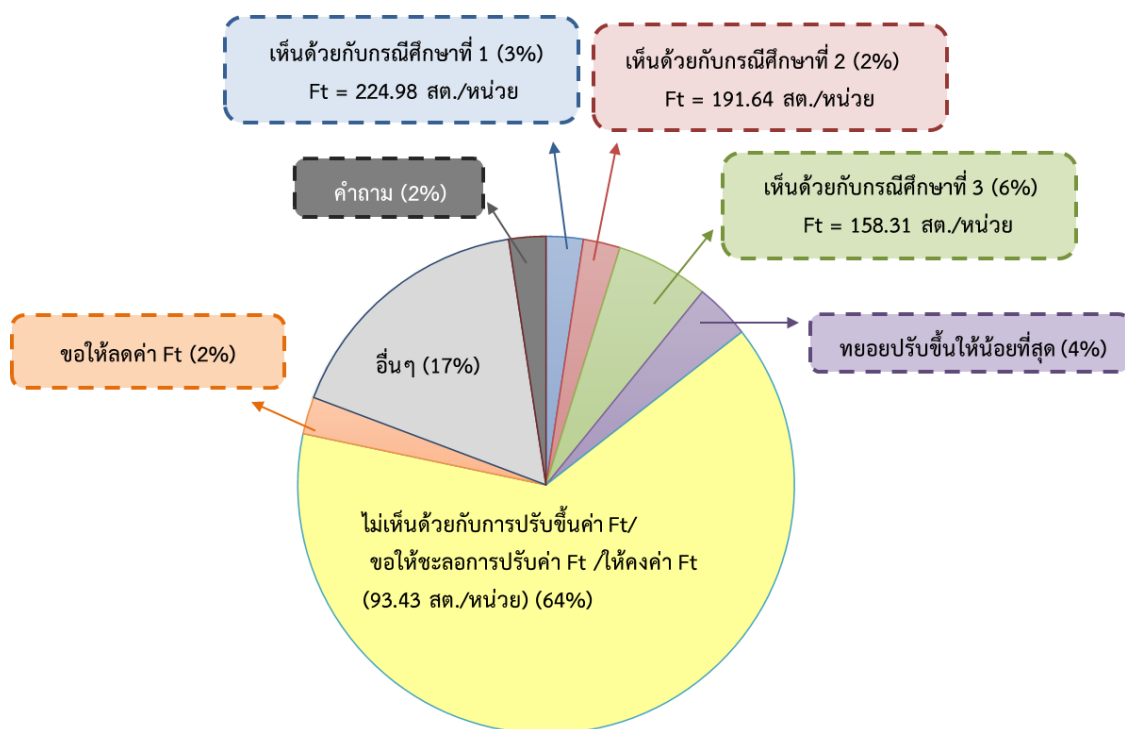 เห็นด้วยกับกรณีศึกษาที่ 1 (3%)
Ft = 224.98 สต./หน่วย
เห็นด้วยกับกรณีศึกษาที่ 2 (2%)
Ft = 191.64 สต./หน่วย
คำถาม (2%)
เห็นด้วยกับกรณีศึกษาที่ 3 (6%)
Ft = 158.31 สต./หน่วย
ขอให้ลดค่า Ft (2%)
อื่นๆ (17%)
ทยอยปรับขึ้นให้น้อยที่สุด (4%)
ไม่เห็นด้วยกับการปรับขึ้นค่า Ft/
ขอให้ชะลอการปรับค่า Ft /ให้คงค่า Ft
(93.43 สต./หน่วย) (64%)